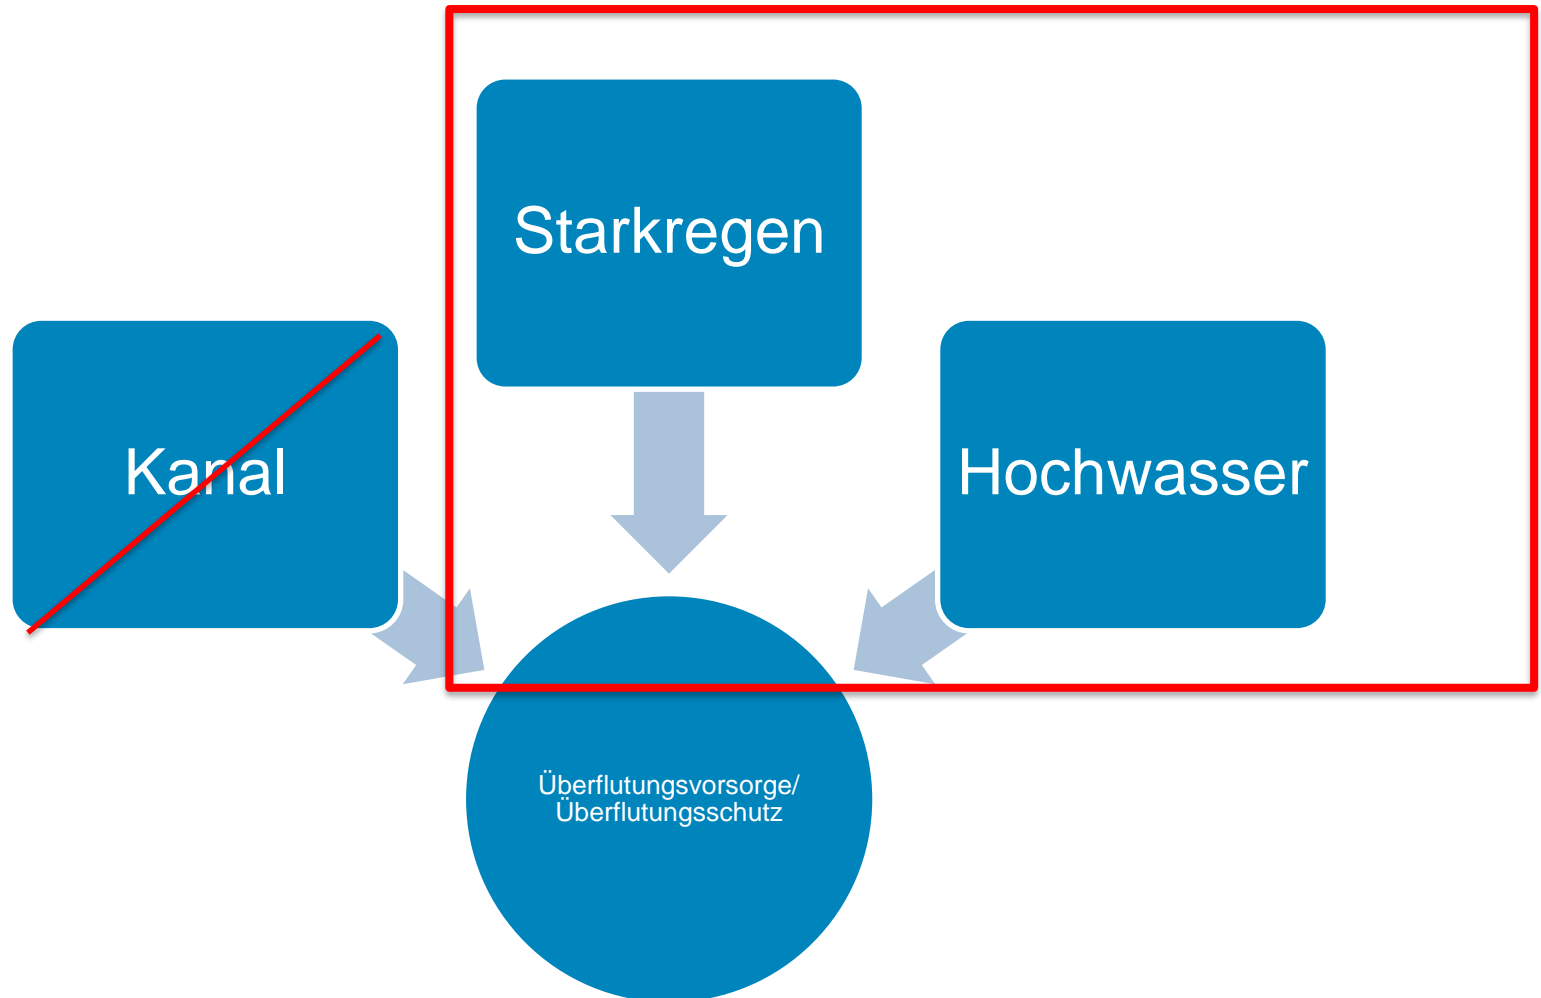 Starkregen
Kanal
Hochwasser
Überflutungsvorsorge/
Überflutungsschutz